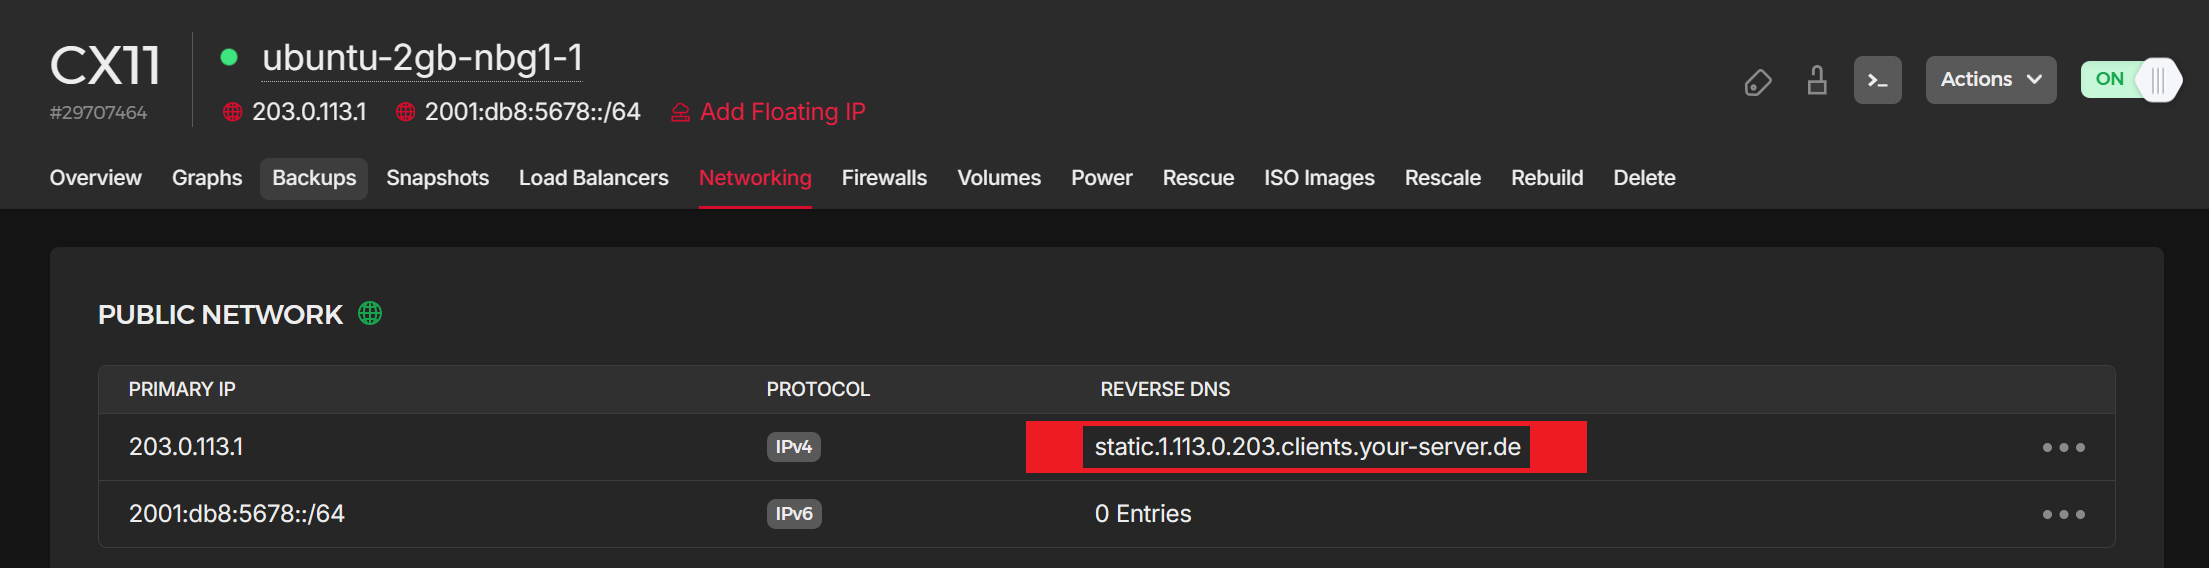 CX11
#29707464
ubuntu-2gb-nbg1-1
203.0.113.1 2001:db8:5678::/64 Add Floating IP
>_ Actions ON
Overview Graphs Backups Snapshots Load Balancers Networking Firewalls Volumes Power Rescue ISO Images Rescale Rebuild Delete
PUBLIC NETWORK
PRIMARY IP PROTOCOL REVERSE DNS
203.0.113.1 IPv4 static.1.113.0.203.clients.your-server.de
2001:db8:5678::/64 IPv6 0 Entries